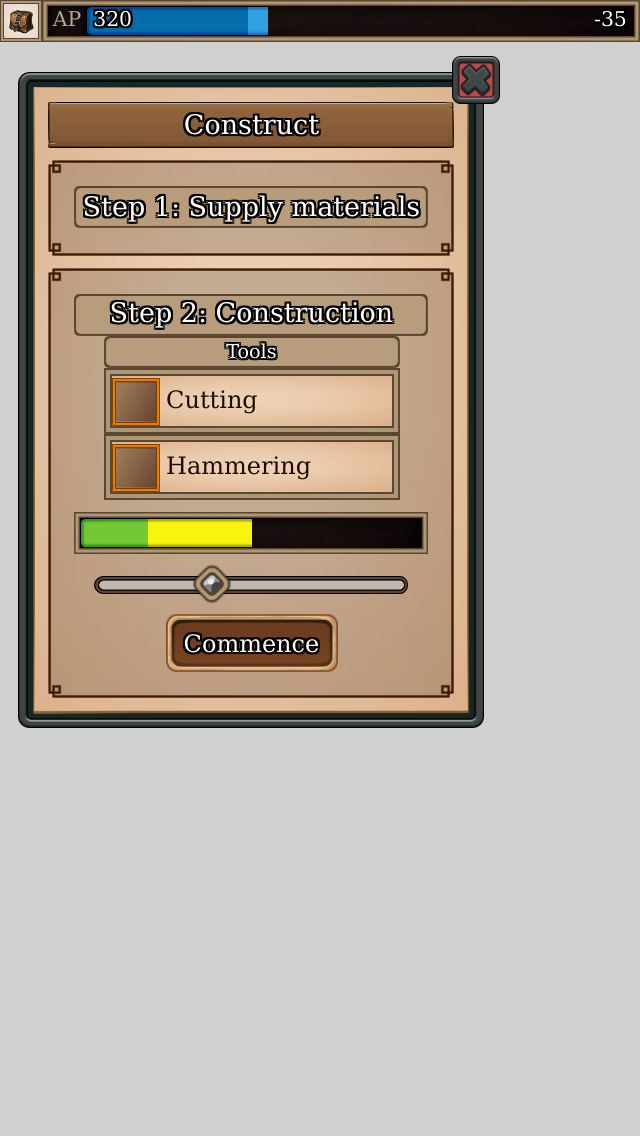 AP 320 -35
Construct
Step 1: Supply materials
Step 2: Construction
Tools
Cutting
Hammering
Commence